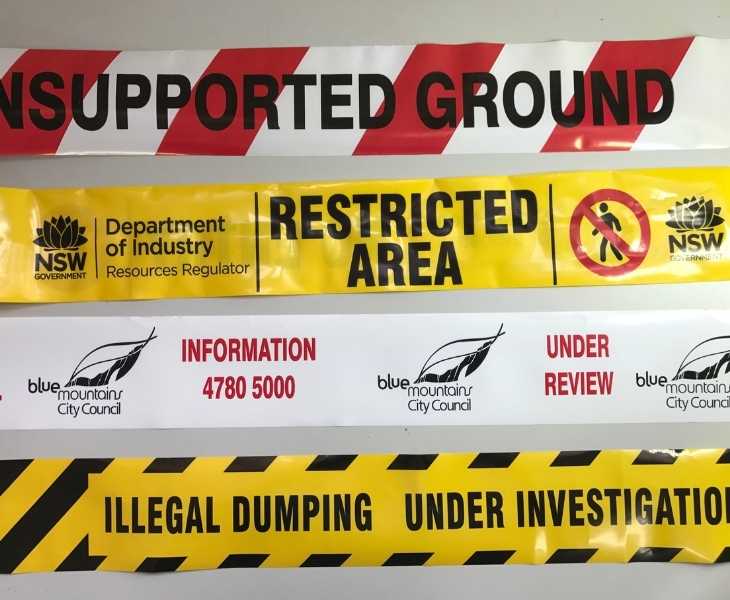 NSUPPORTED GROUND
NSW
GOVERNMENT
Department
of Industry
Resources Regulator
RESTRICTED
AREA
NSW
GOVERNMENT
blue
mountains
City Council
INFORMATION
4780 5000
blue
mountains
City Council
UNDER
REVIEW
blue
mountains
City Council
ILLEGAL DUMPING UNDER INVESTIGATIO